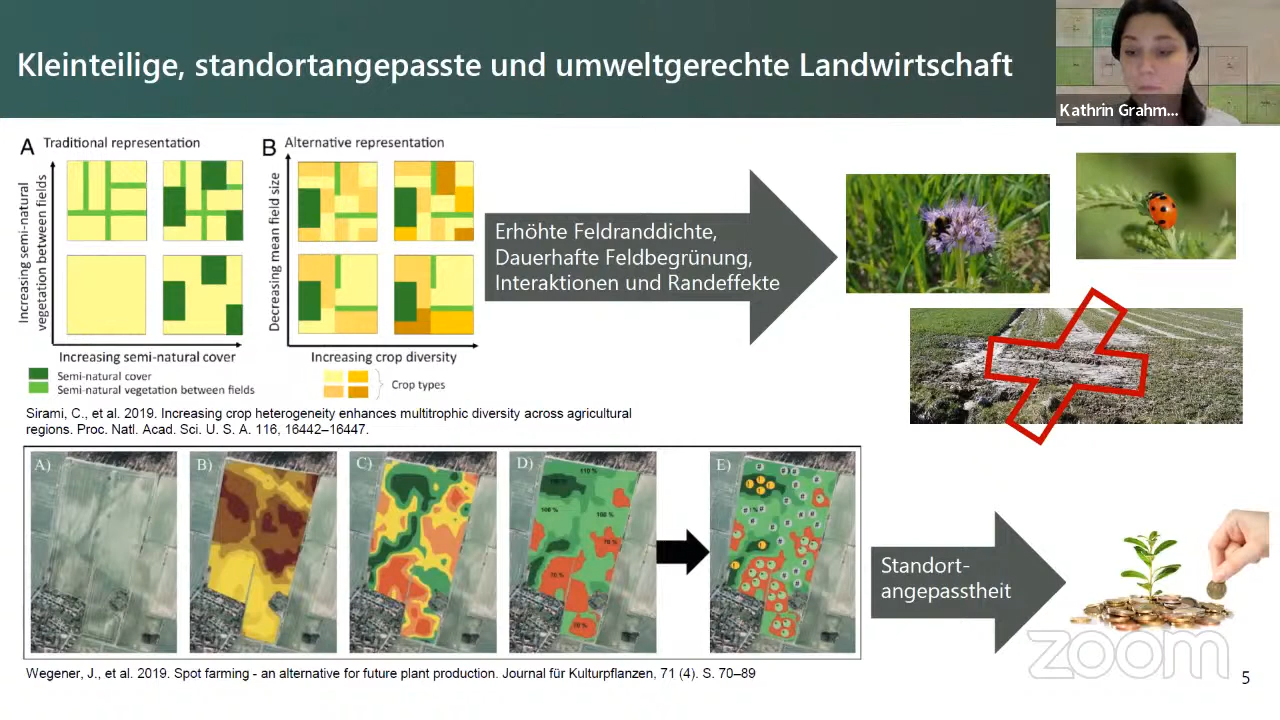 Kleinteilige, standortangepasste und umweltgerechte Landwirtschaft
Kathrin Grahm...
A Traditional representation
Increasing semi-natural
vegetation between fields
Increasing semi-natural cover
Semi-natural cover
Semi-natural vegetation between fields
B Alternative representation
Decreasing mean field size
Increasing crop diversity
Crop types
Erhöhte Feldranddichte,
Dauerhafte Feldbegrünung,
Interaktionen und Randeffekte
Sirami, C., et al. 2019. Increasing crop heterogeneity enhances multitrophic diversity across agricultural
regions. Proc. Natl. Acad. Sci. U. S. A. 116, 16442–16447.
A)
B)
C)
D)
110 %
100 %
70 %
E)
Standort-
angepasstheit
Wegener, J., et al. 2019. Spot farming - an alternative for future plant production. Journal für Kulturpflanzen, 71 (4). S. 70–89
zoom
5